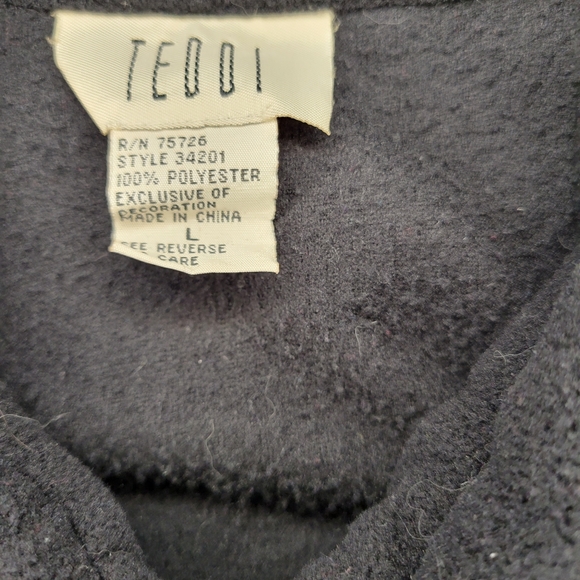 TEDDI
R/N 75726
STYLE 34201
100% POLYESTER
EXCLUSIVE OF
DECORATION
MADE IN CHINA
L
SEE REVERSE
CARE